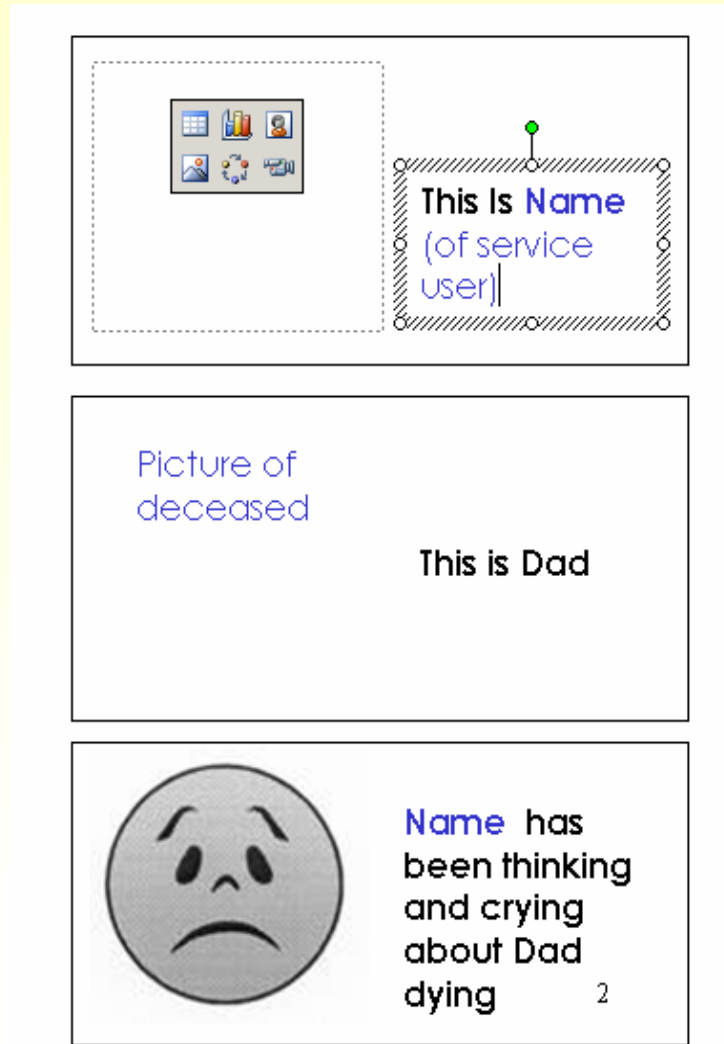 This Is Name
(of service
user)
Picture of
deceased
This is Dad
Name has
been thinking
and crying
about Dad
dying
2